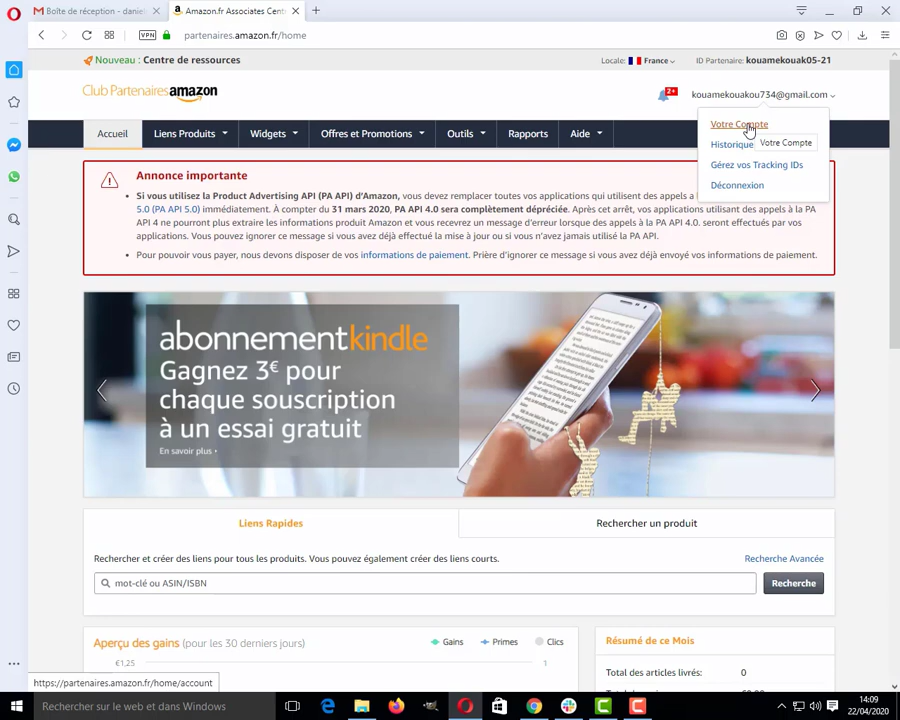 Boîte de réception - daniel
Amazon.fr Associates Cent
VPN
partenaires.amazon.fr/home
Nouveau : Centre de ressources
Locale: France
ID Partenaire: kouamekouak05-21
Club Partenaires amazon
2+
kouamekouakou734@gmail.com
Votre Compte
Votre Compte
Historique
Gérez vos Tracking IDs
Déconnexion
Accueil
Liens Produits
Widgets
Offres et Promotions
Outils
Rapports
Aide
Annonce importante
Si vous utilisez la Product Advertising API (PA API) d'Amazon, vous devez remplacer toutes vos applications qui utilisent des appels à
5.0 (PA API 5.0) immédiatement. À compter du 31 mars 2020, PA API 4.0 sera complètement dépréciée. Après cet arrêt, vos applications utilisant des appels à la PA
API 4 ne pourront plus extraire les informations produit Amazon et vous recevrez un message d'erreur lorsque des appels à la PA API 4.0. seront effectués par vos
applications. Vous pouvez ignorer ce message si vous avez déjà effectué la mise à jour ou si vous n'avez jamais utilisé la PA API.
Pour pouvoir vous payer, nous devons disposer de vos informations de paiement. Prière d'ignorer ce message si vous avez déjà envoyé vos informations de paiement.
abonnement kindle
Gagnez 3€ pour
chaque souscription
à un essai gratuit
En savoir plus ›
Liens Rapides
Rechercher un produit
Rechercher et créer des liens pour tous les produits. Vous pouvez également créer des liens courts.
Recherche Avancée
mot-clé ou ASIN/ISBN
Recherche
Aperçu des gains (pour les 30 derniers jours)
Gains
Primes
Clics
€1,25
1
Résumé de ce Mois
Total des articles livrés: 0
https://partenaires.amazon.fr/home/account
Rechercher sur le web et dans Windows
14:09
22/04/2020